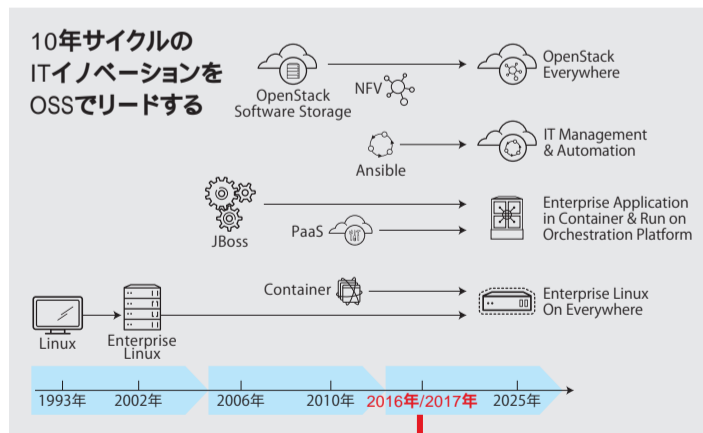 10年サイクルの
ITイノベーションを
OSSでリードする
OpenStack
Software Storage
NFV
OpenStack
Everywhere
Ansible
IT Management
& Automation
JBoss
PaaS
Enterprise Application
in Container & Run on
Orchestration Platform
Container
Enterprise Linux
On Everywhere
Linux
Enterprise
Linux
1993年 2002年 2006年 2010年 2016年/2017年 2025年